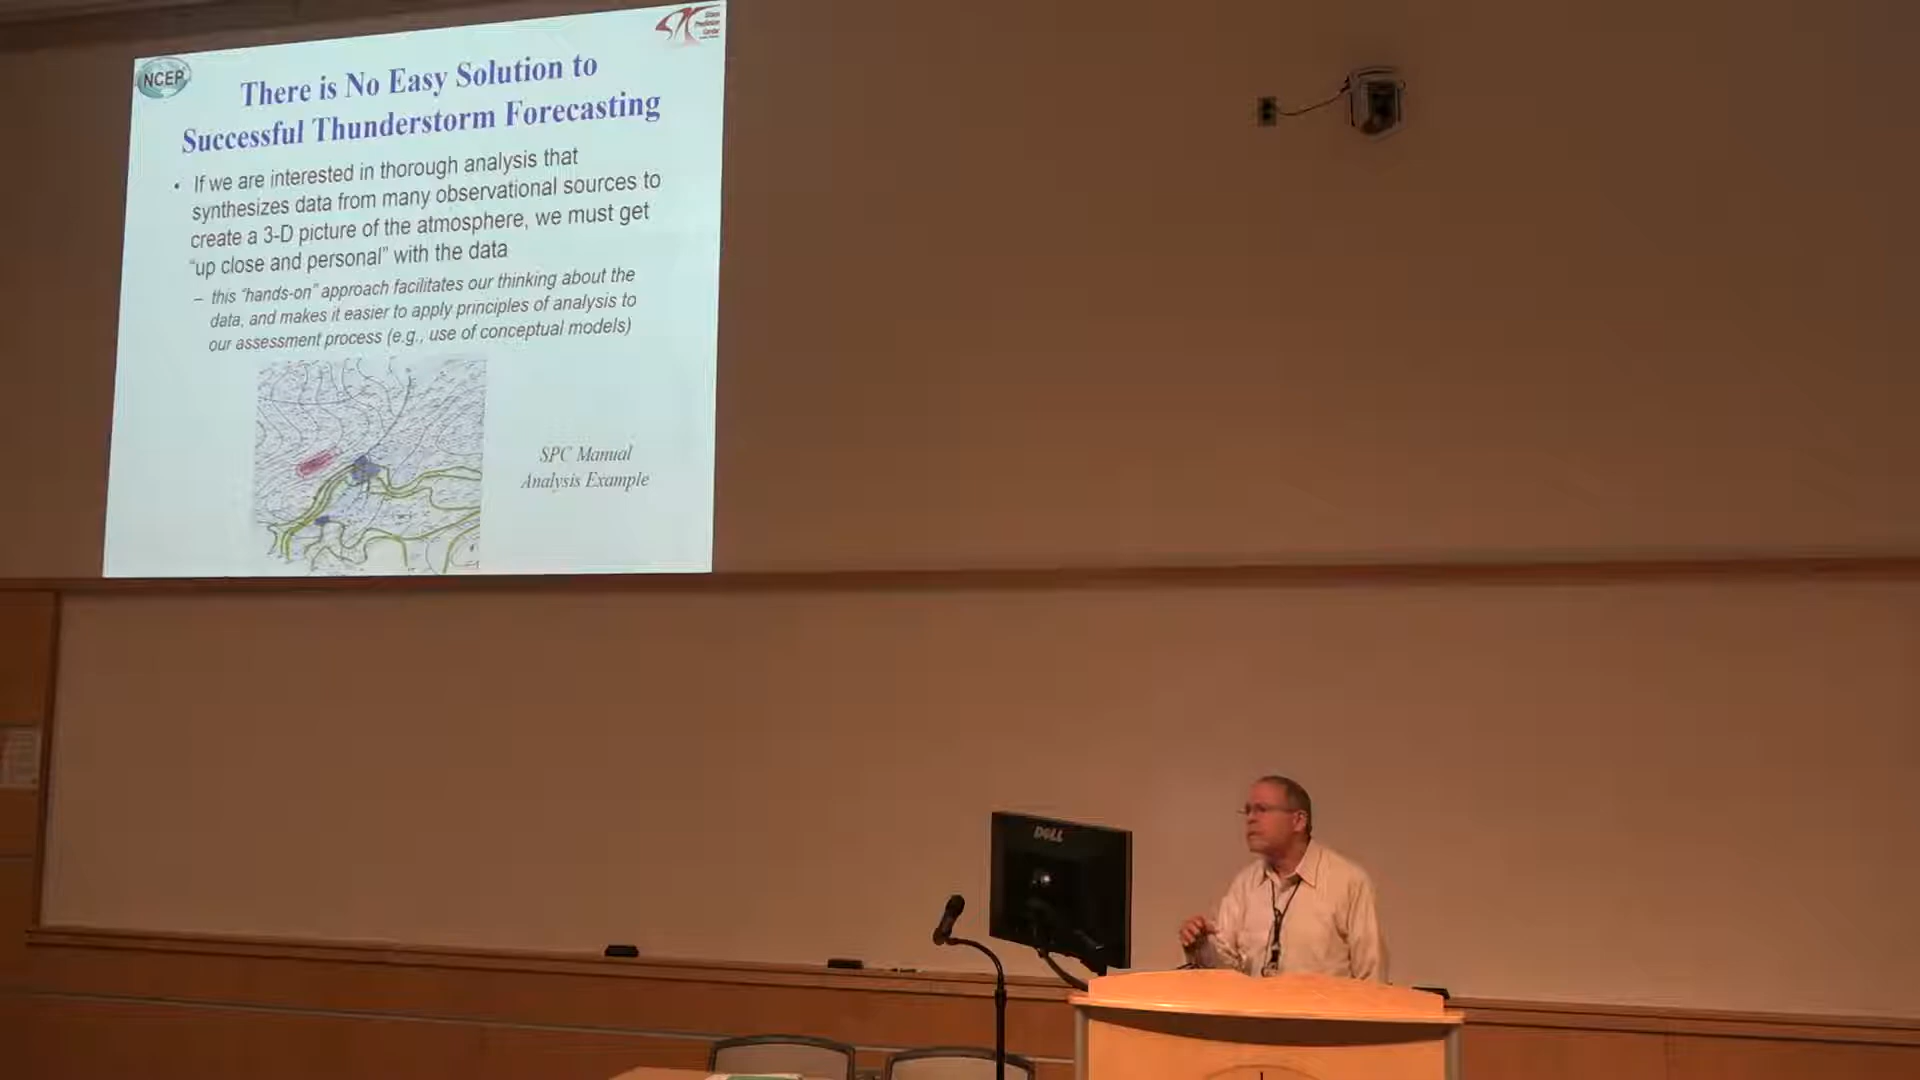 NCEP
Storm
Prediction
Center
There is No Easy Solution to
Successful Thunderstorm Forecasting
• If we are interested in thorough analysis that
synthesizes data from many observational sources to
create a 3-D picture of the atmosphere, we must get
“up close and personal” with the data
– this “hands-on” approach facilitates our thinking about the
data, and makes it easier to apply principles of analysis to
our assessment process (e.g., use of conceptual models)
SPC Manual
Analysis Example
DELL